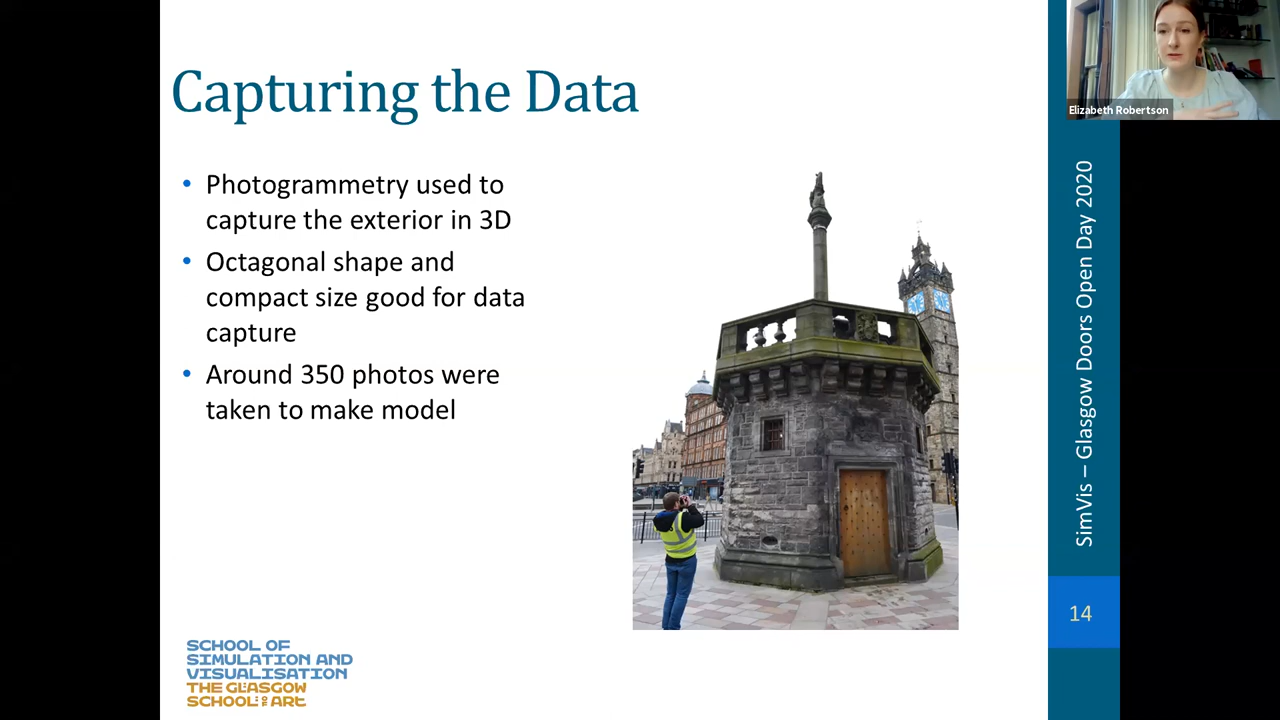 Capturing the Data
Elizabeth Robertson
• Photogrammetry used to
capture the exterior in 3D
• Octagonal shape and
compact size good for data
capture
• Around 350 photos were
taken to make model
SimVis – Glasgow Doors Open Day 2020
14
SCHOOL OF
SIMULATION AND
VISUALISATION
THE GLASGOW
SCHOOL OF ART